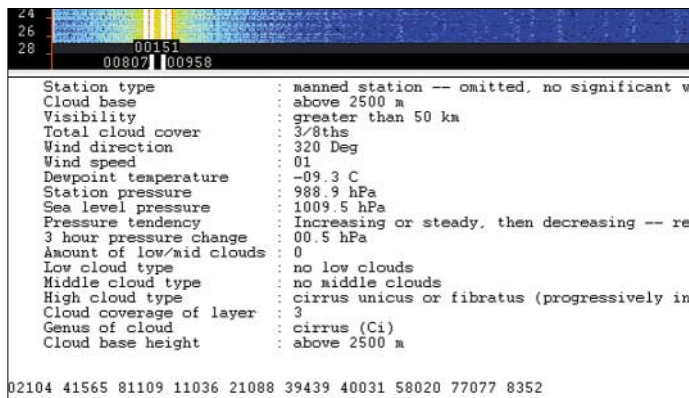 24
26
28
00151
00807 00958
Station type : manned station -- omitted, no significant w
Cloud base : above 2500 m
Visibility : greater than 50 km
Total cloud cover : 3/8ths
Wind direction : 320 Deg
Wind speed : 01
Dewpoint temperature : -09.3 C
Station pressure : 988.9 hPa
Sea level pressure : 1009.5 hPa
Pressure tendency : Increasing or steady, then decreasing -- re
3 hour pressure change : 00.5 hPa
Amount of low/mid clouds : 0
Low cloud type : no low clouds
Middle cloud type : no middle clouds
High cloud type : cirrus unicus or fibratus (progressively in
Cloud coverage of layer : 3
Genus of cloud : cirrus (Ci)
Cloud base height : above 2500 m
02104 41565 81109 11036 21088 39439 40031 58020 77077 8352